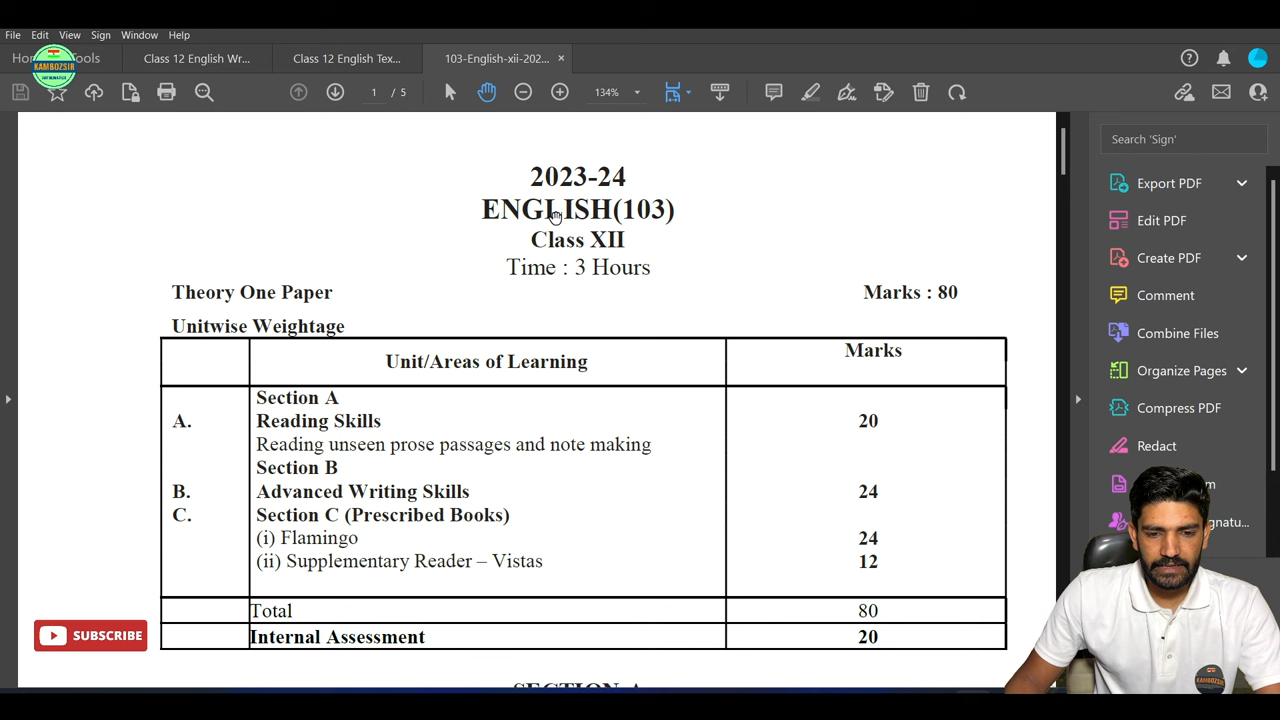 File Edit View Sign Window Help
Class 12 English Wr... Class 12 English Tex... 103-English-xii-202... ×
KAMBOZSIR
1 / 5 134%
Search 'Sign'
2023-24
ENGLISH(103)
Class XII
Time : 3 Hours
Theory One Paper Marks : 80
Unitwise Weightage
Unit/Areas of Learning Marks
Section A
A. Reading Skills 20
Reading unseen prose passages and note making
Section B
B. Advanced Writing Skills 24
C. Section C (Prescribed Books)
(i) Flamingo 24
(ii) Supplementary Reader – Vistas 12
Total 80
Internal Assessment 20
SECTION-A
Export PDF
Edit PDF
Create PDF
Comment
Combine Files
Organize Pages
Compress PDF
Redact
SUBSCRIBE
KAMBOZSIR